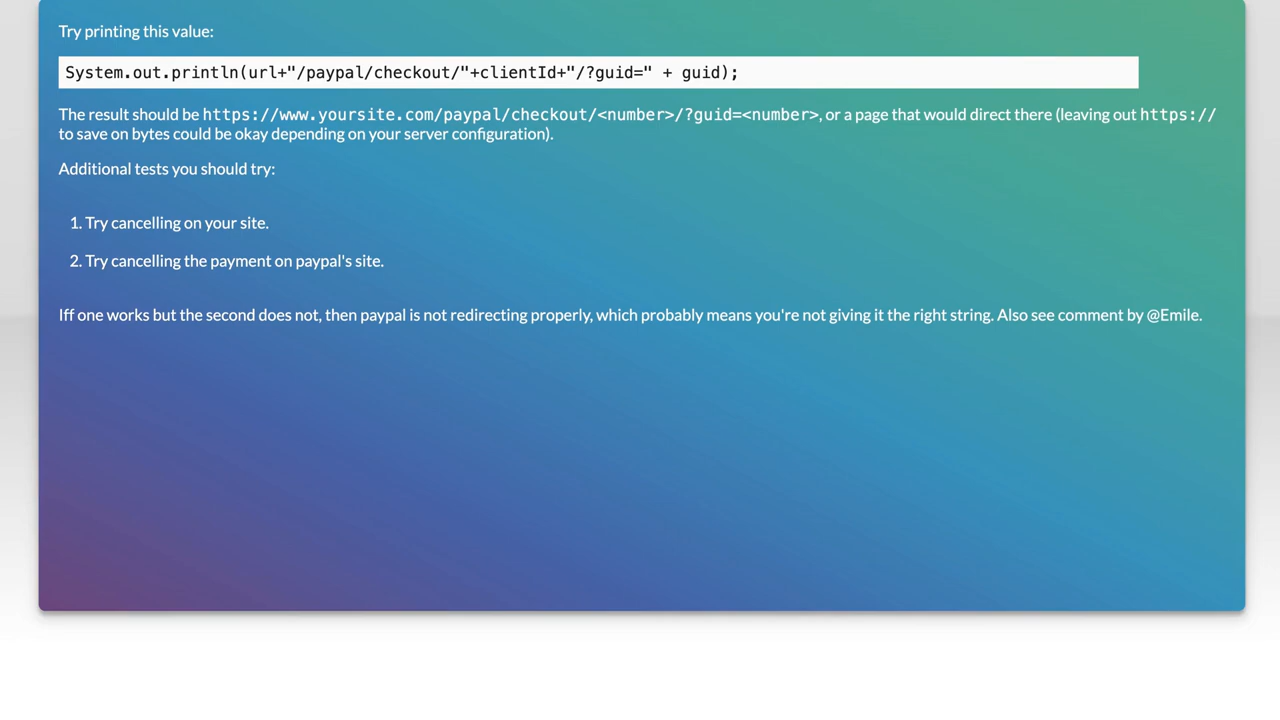 Try printing this value:
System.out.println(url+"/paypal/checkout/"+clientId+"/?guid=" + guid);
The result should be https://www.yoursite.com/paypal/checkout/<number>/?guid=<number>, or a page that would direct there (leaving out https://
to save on bytes could be okay depending on your server configuration).
Additional tests you should try:
1. Try cancelling on your site.
2. Try cancelling the payment on paypal's site.
Iff one works but the second does not, then paypal is not redirecting properly, which probably means you're not giving it the right string. Also see comment by @Emile.